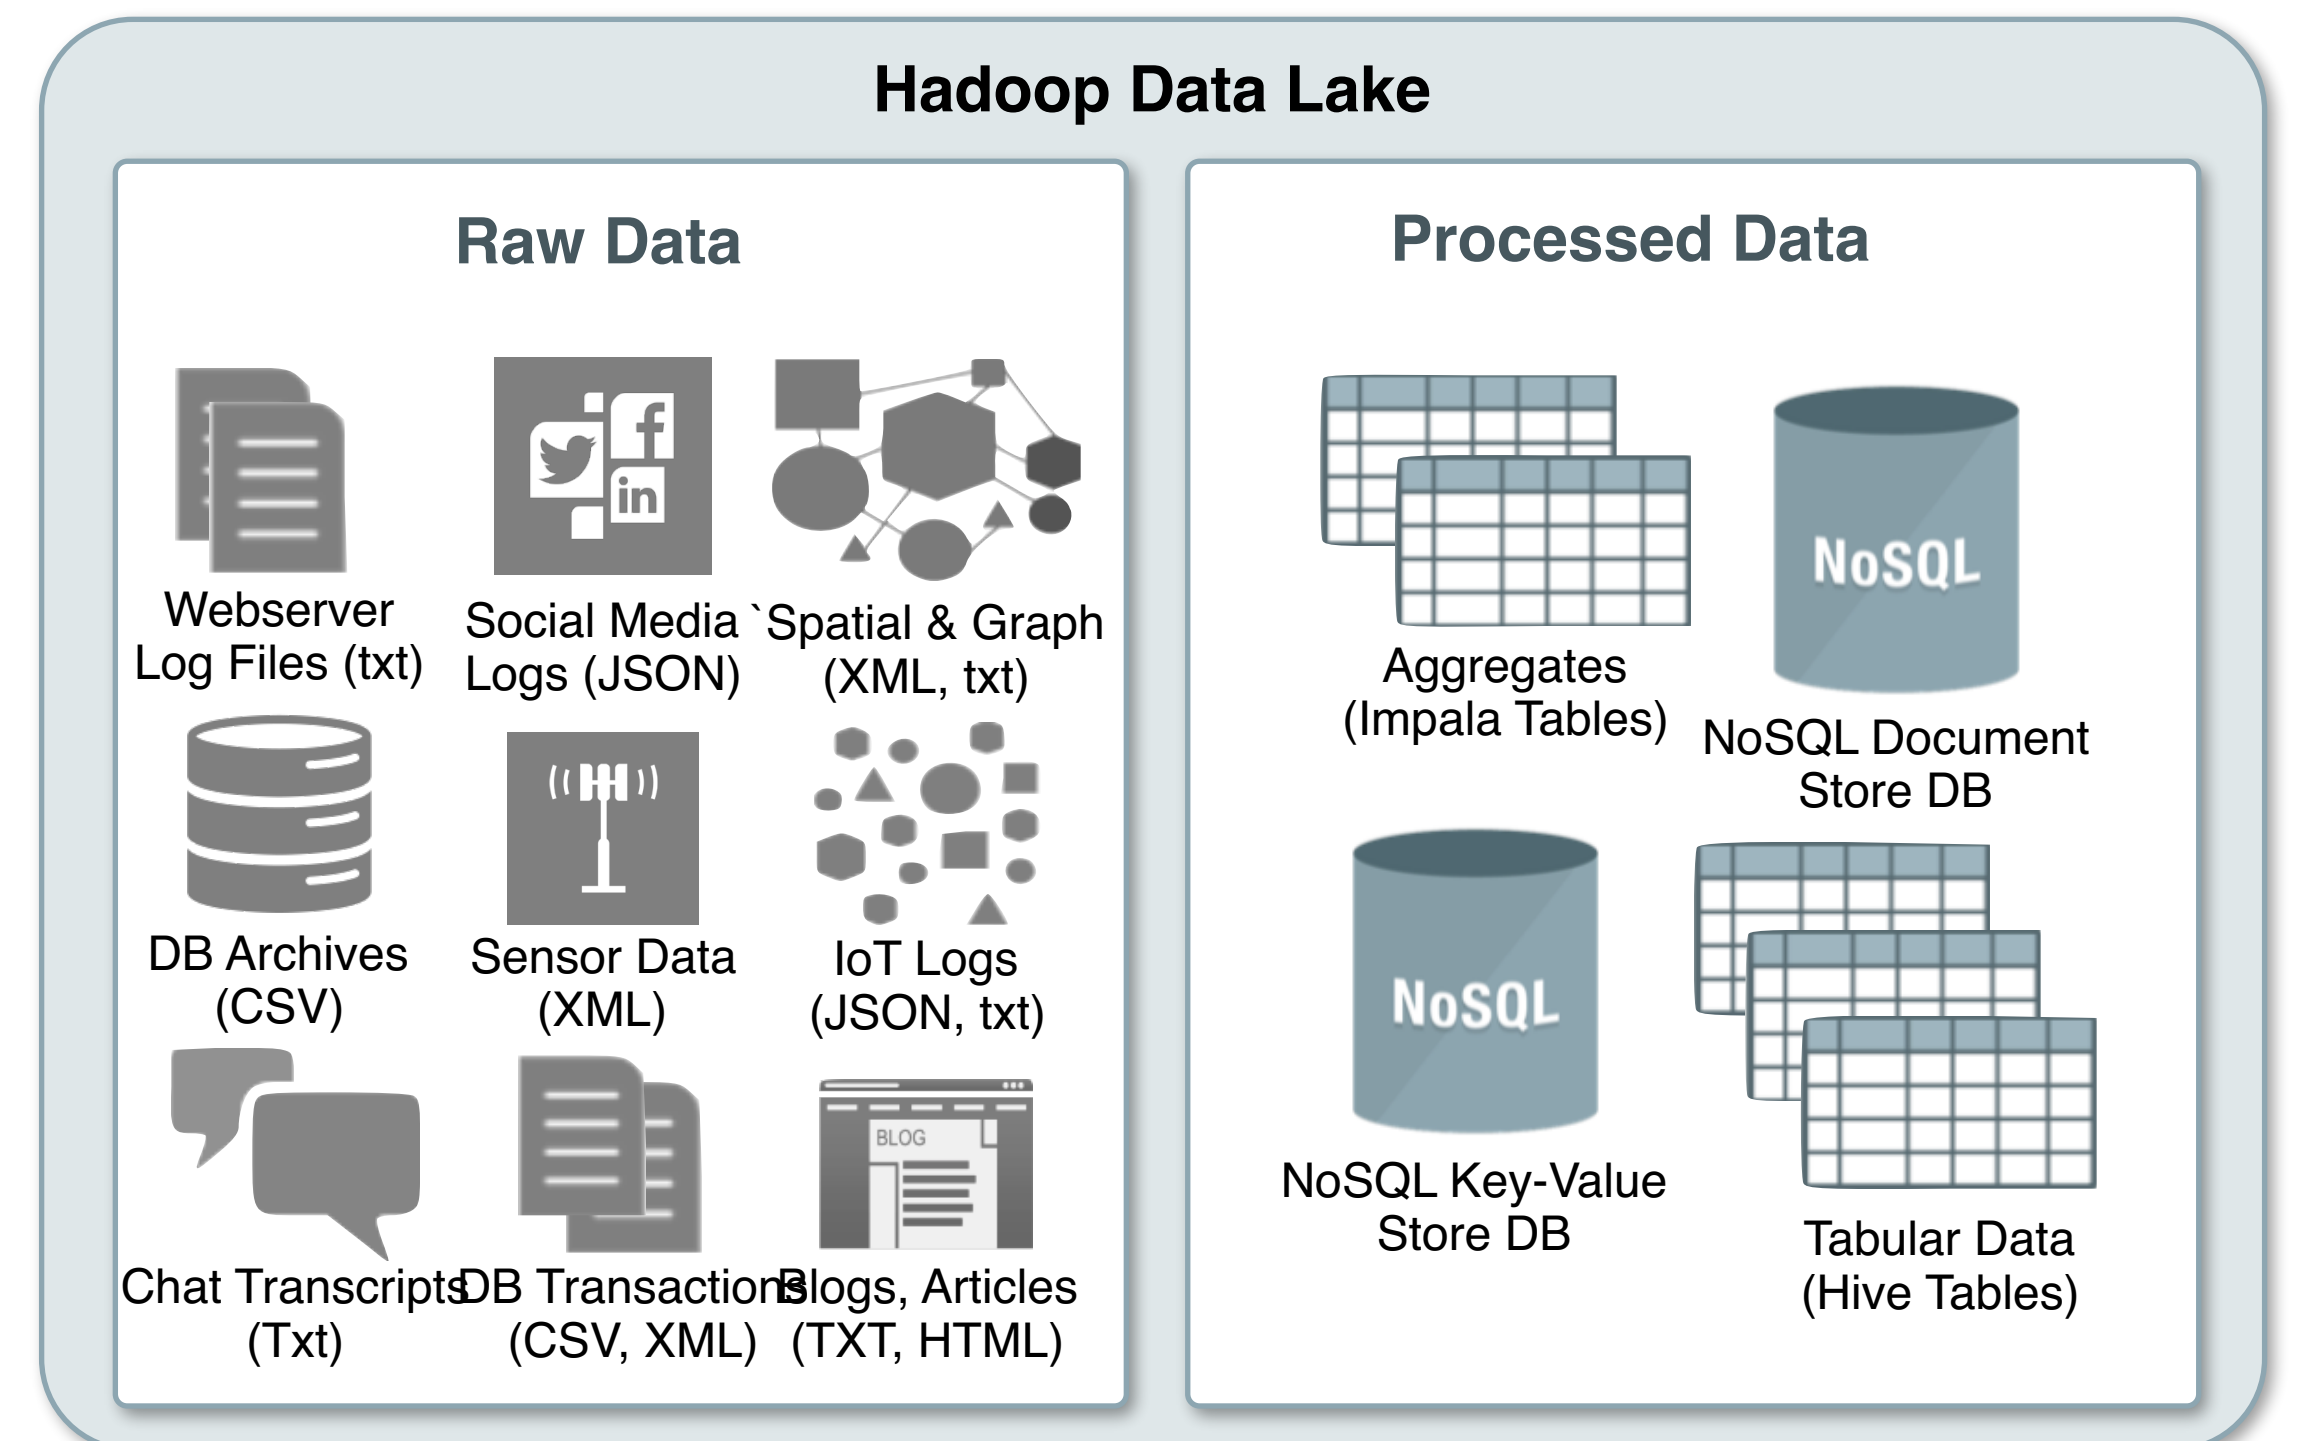 Hadoop Data Lake
Raw Data
Webserver
Log Files (txt)
Social Media
Logs (JSON)
`Spatial & Graph
(XML, txt)
DB Archives
(CSV)
Sensor Data
(XML)
IoT Logs
(JSON, txt)
BLOG
Chat Transcripts
(Txt)
DB Transactions
(CSV, XML)
Blogs, Articles
(TXT, HTML)
Processed Data
Aggregates
(Impala Tables)
NoSQL
NoSQL Document
Store DB
NoSQL
NoSQL Key-Value
Store DB
Tabular Data
(Hive Tables)